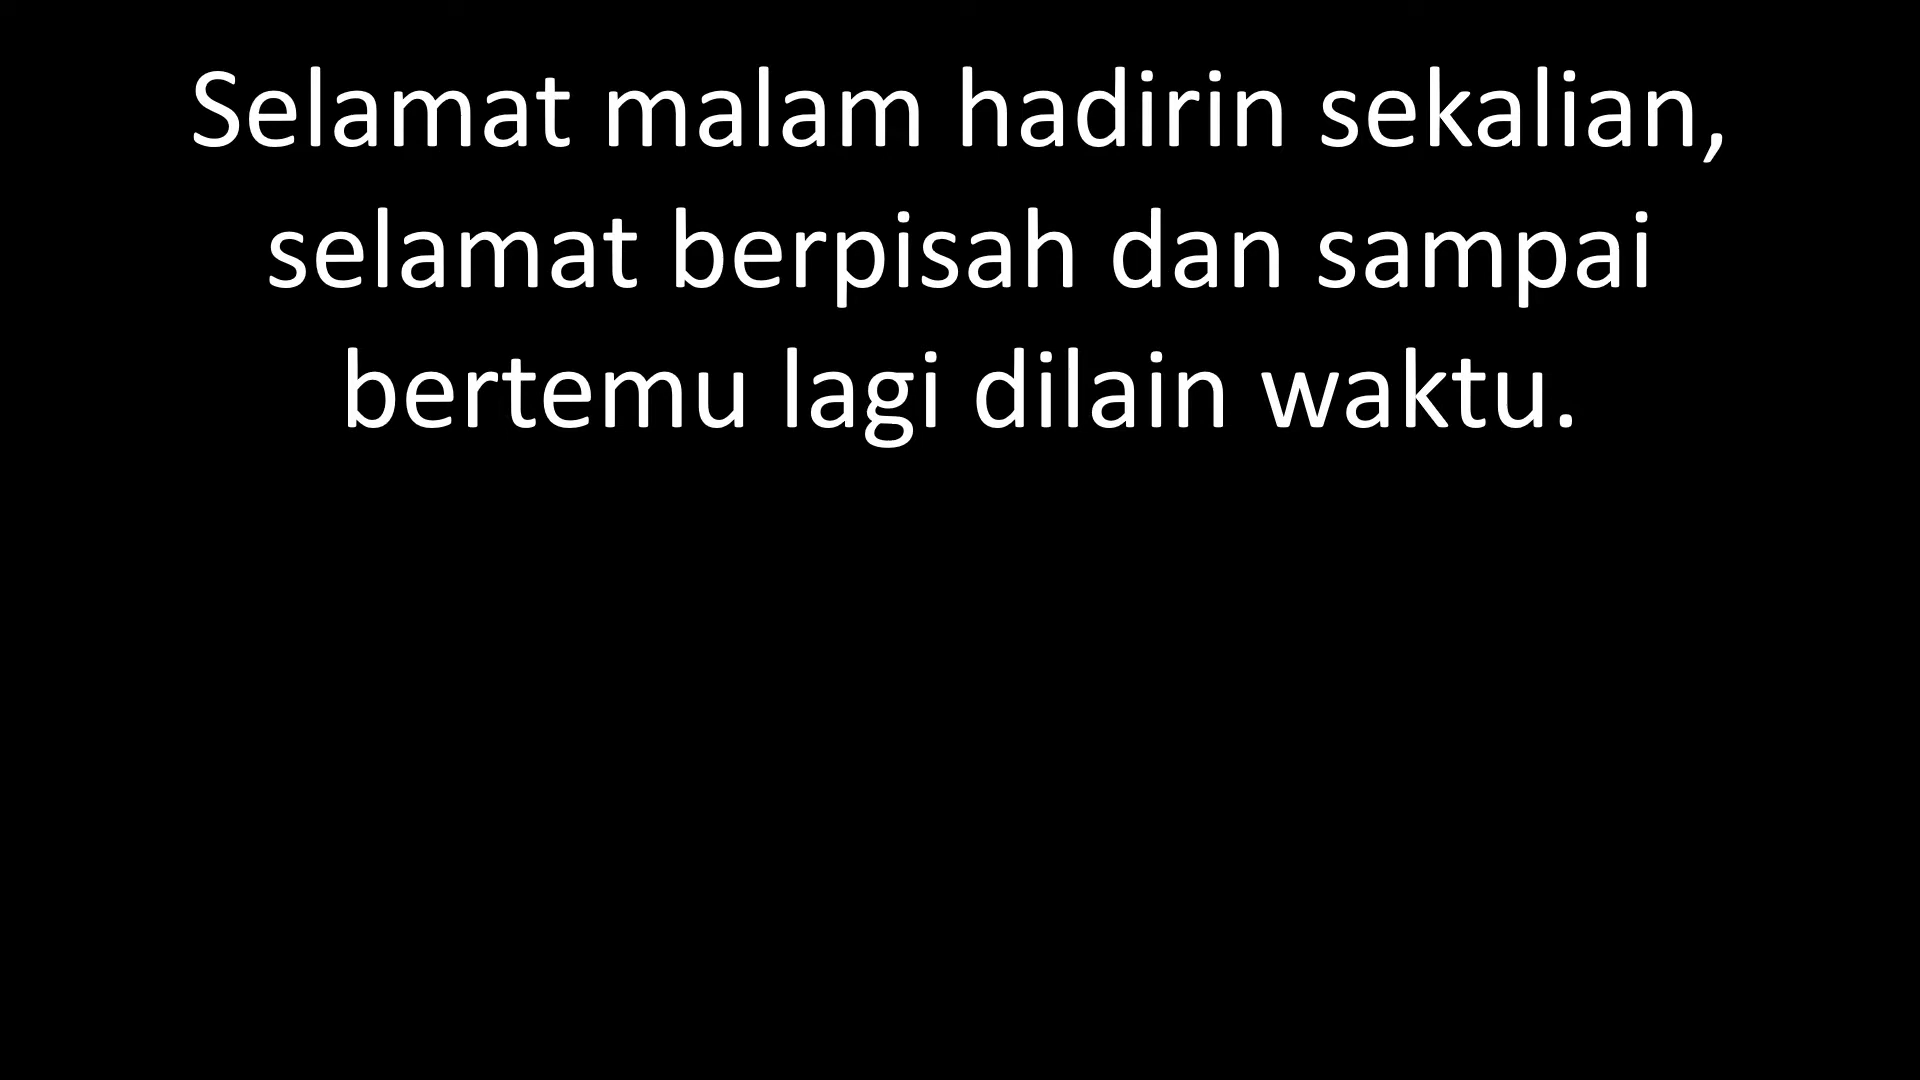 Selamat malam hadirin sekalian,
selamat berpisah dan sampai
bertemu lagi dilain waktu.